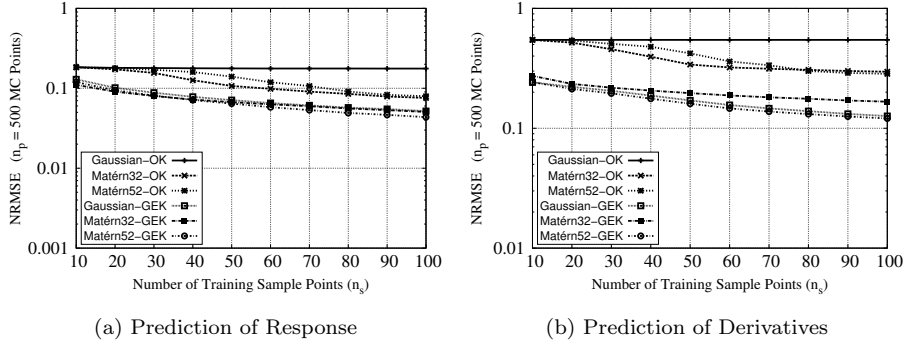 1
0.1
0.01
0.001
NRMSE (np = 500 MC Points)
Gaussian−OK
Matérn32−OK
Matérn52−OK
Gaussian−GEK
Matérn32−GEK
Matérn52−GEK
10 20 30 40 50 60 70 80 90 100
Number of Training Sample Points (ns)
(a) Prediction of Response
1
0.1
0.01
NRMSE (np = 500 MC Points)
Gaussian−OK
Matérn32−OK
Matérn52−OK
Gaussian−GEK
Matérn32−GEK
Matérn52−GEK
10 20 30 40 50 60 70 80 90 100
Number of Training Sample Points (ns)
(b) Prediction of Derivatives